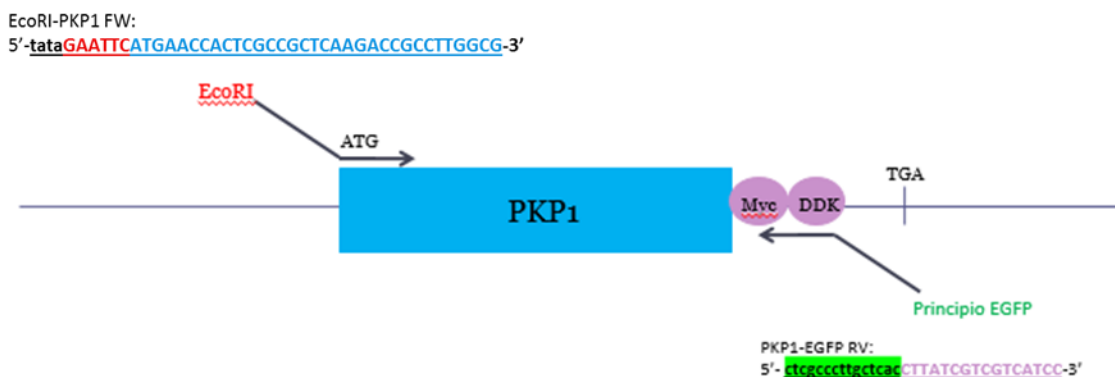 EcoRI-PKP1 FW:
5’-tataGAATTCATGAACCACTCGCCGCTCAAGACCGCCTTGGCG-3’
EcoRI
ATG
PKP1
Myc
DDK
TGA
Principio EGFP
PKP1-EGFP RV:
5’- ctcgcccttgctcacCTTATCGTCGTCATCC-3’